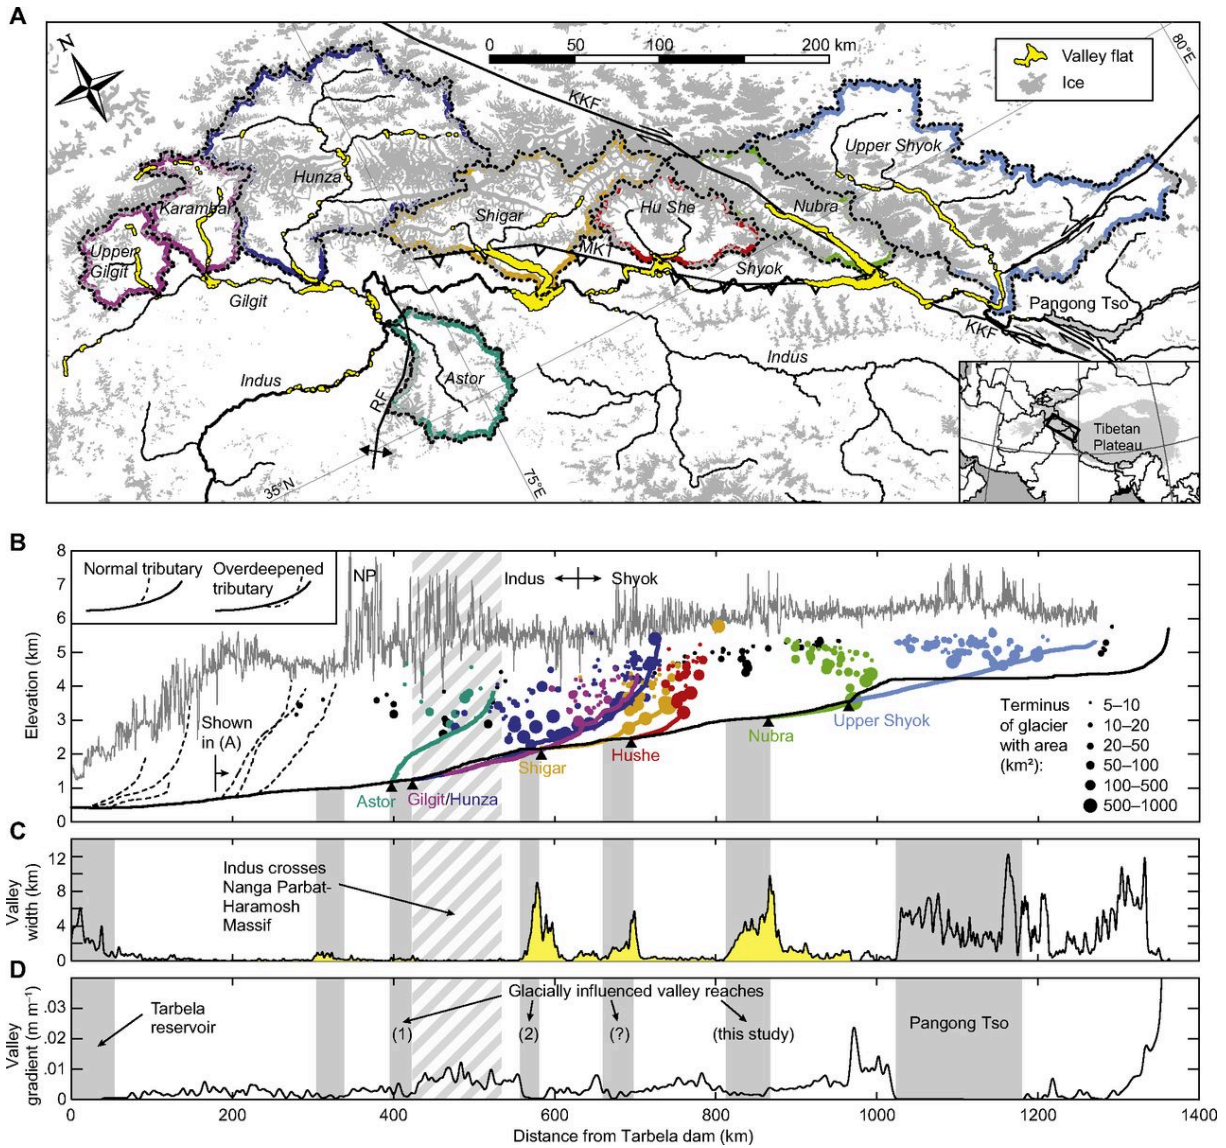 A
N
0
50
100
200 km
80°E
Valley flat
Ice
KKF
Upper Shyok
Hunza
Karambar
Shigar
Hu She
Nubra
Upper
Gilgit
MKT
Shyok
Gilgit
Pangong Tso
KKF
Indus
Indus
Astor
RF
Tibetan
Plateau
35°N
75°E
B
8
7
6
5
4
3
2
1
0
Elevation (km)
Normal tributary
Overdeepened
tributary
NP
Indus
Shyok
Shown
in (A)
Astor
Gilgit/Hunza
Shigar
Hushe
Nubra
Upper Shyok
Terminus
of glacier
with area
(km²):
5–10
10–20
20–50
50–100
100–500
500–1000
C
12
8
4
0
Valley
width (km)
Indus crosses
Nanga Parbat-
Haramosh
Massif
D
.03
.02
.01
0
Valley
gradient (m m⁻¹)
Tarbela
reservoir
Glacially influenced valley reaches
(1)
(2)
(?)
(this study)
Pangong Tso
0
200
400
600
800
1000
1200
1400
Distance from Tarbela dam (km)